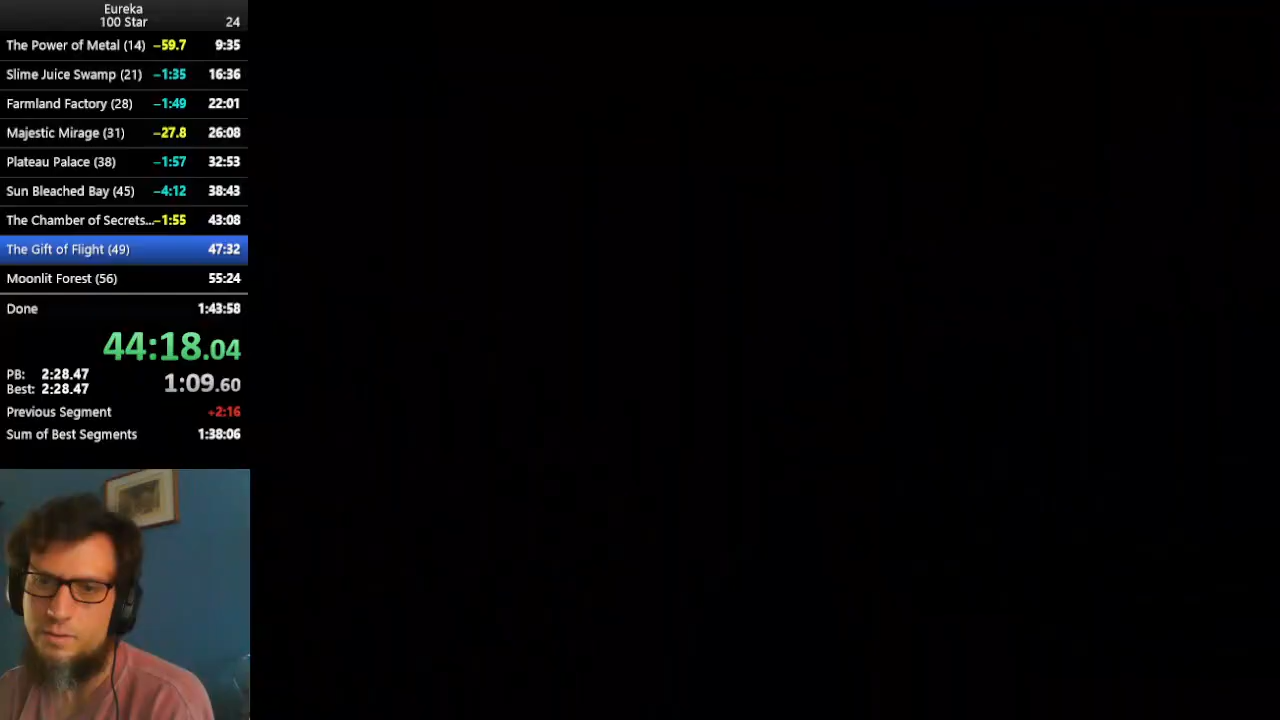 Eureka
100 Star 24
The Power of Metal (14) −59.7 9:35
Slime Juice Swamp (21) −1:35 16:36
Farmland Factory (28) −1:49 22:01
Majestic Mirage (31) −27.8 26:08
Plateau Palace (38) −1:57 32:53
Sun Bleached Bay (45) −4:12 38:43
The Chamber of Secrets... −1:55 43:08
The Gift of Flight (49) 47:32
Moonlit Forest (56) 55:24
Done 1:43:58
44:18.04
PB: 2:28.47
Best: 2:28.47 1:09.60
Previous Segment +2:16
Sum of Best Segments 1:38:06